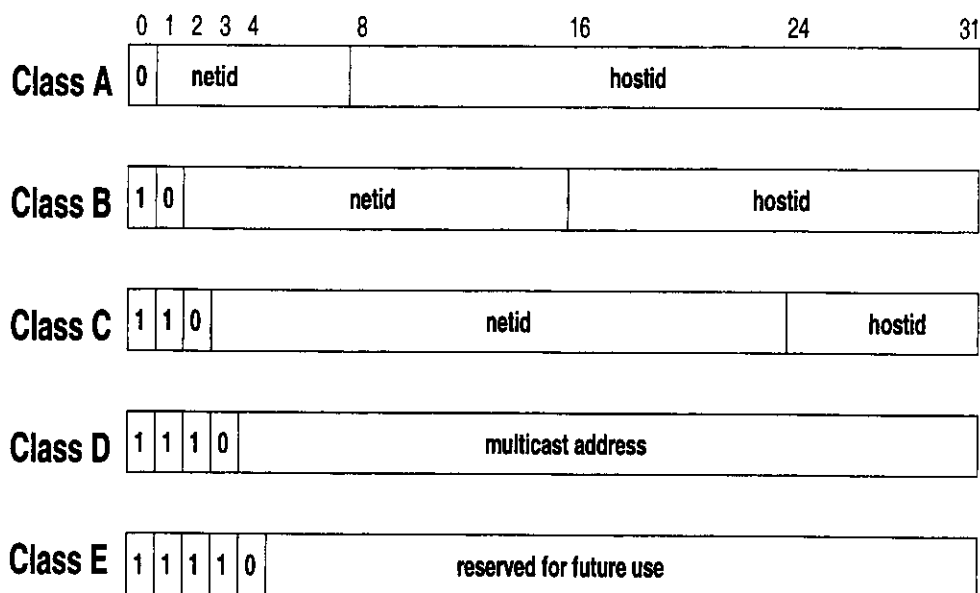 0 1 2 3 4 8 16 24 31
Class A 0 netid hostid
Class B 1 0 netid hostid
Class C 1 1 0 netid hostid
Class D 1 1 1 0 multicast address
Class E 1 1 1 1 0 reserved for future use